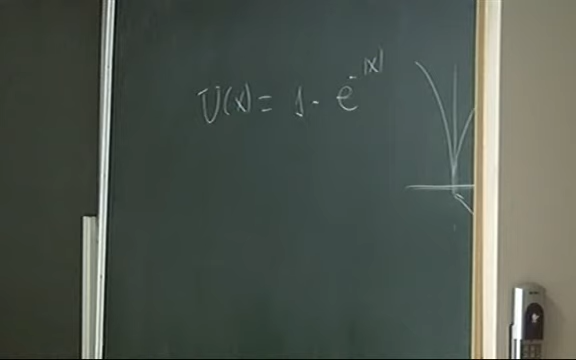 U(x) = 1 - e^{-|x|}